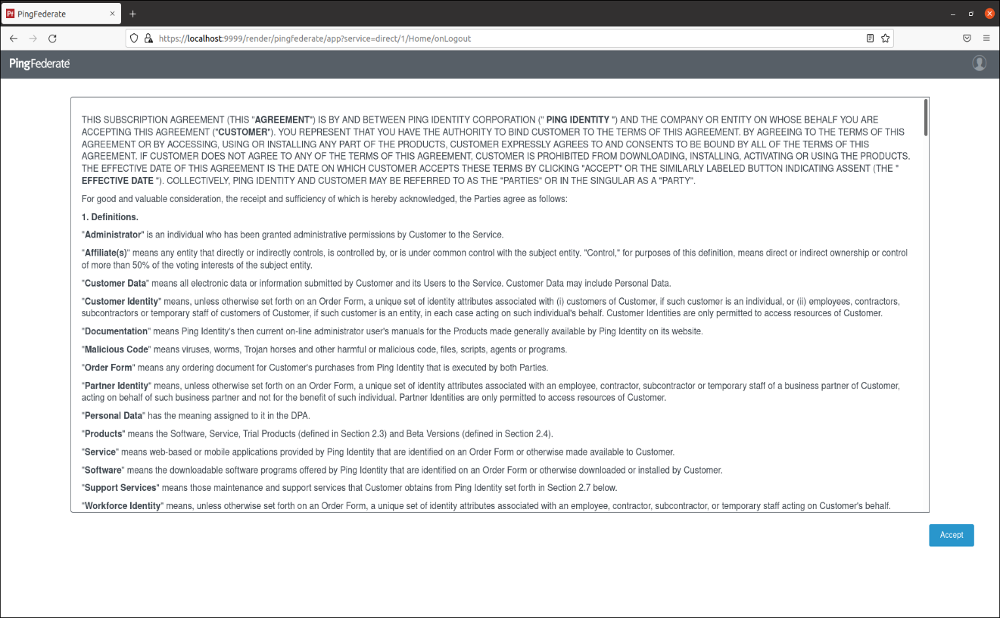 Pf PingFederate
https://localhost:9999/render/pingfederate/app?service=direct/1/Home/onLogout
PingFederate
THIS SUBSCRIPTION AGREEMENT (THIS "AGREEMENT") IS BY AND BETWEEN PING IDENTITY CORPORATION (" PING IDENTITY ") AND THE COMPANY OR ENTITY ON WHOSE BEHALF YOU ARE
ACCEPTING THIS AGREEMENT ("CUSTOMER"). YOU REPRESENT THAT YOU HAVE THE AUTHORITY TO BIND CUSTOMER TO THE TERMS OF THIS AGREEMENT. BY AGREEING TO THE TERMS OF THIS
AGREEMENT OR BY ACCESSING, USING OR INSTALLING ANY PART OF THE PRODUCTS, CUSTOMER EXPRESSLY AGREES TO AND CONSENTS TO BE BOUND BY ALL OF THE TERMS OF THIS
AGREEMENT. IF CUSTOMER DOES NOT AGREE TO ANY OF THE TERMS OF THIS AGREEMENT, CUSTOMER IS PROHIBITED FROM DOWNLOADING, INSTALLING, ACTIVATING OR USING THE PRODUCTS.
THE EFFECTIVE DATE OF THIS AGREEMENT IS THE DATE ON WHICH CUSTOMER ACCEPTS THESE TERMS BY CLICKING "ACCEPT" OR THE SIMILARLY LABELED BUTTON INDICATING ASSENT (THE "
EFFECTIVE DATE "). COLLECTIVELY, PING IDENTITY AND CUSTOMER MAY BE REFERRED TO AS THE "PARTIES" OR IN THE SINGULAR AS A "PARTY".
For good and valuable consideration, the receipt and sufficiency of which is hereby acknowledged, the Parties agree as follows:
1. Definitions.
"Administrator" is an individual who has been granted administrative permissions by Customer to the Service.
"Affiliate(s)" means any entity that directly or indirectly controls, is controlled by, or is under common control with the subject entity. "Control," for purposes of this definition, means direct or indirect ownership or control
of more than 50% of the voting interests of the subject entity.
"Customer Data" means all electronic data or information submitted by Customer and its Users to the Service. Customer Data may include Personal Data.
"Customer Identity" means, unless otherwise set forth on an Order Form, a unique set of identity attributes associated with (i) customers of Customer, if such customer is an individual, or (ii) employees, contractors,
subcontractors or temporary staff of customers of Customer, if such customer is an entity, in each case acting on such individual's behalf. Customer Identities are only permitted to access resources of Customer.
"Documentation" means Ping Identity's then current on-line administrator user's manuals for the Products made generally available by Ping Identity on its website.
"Malicious Code" means viruses, worms, Trojan horses and other harmful or malicious code, files, scripts, agents or programs.
"Order Form" means any ordering document for Customer's purchases from Ping Identity that is executed by both Parties.
"Partner Identity" means, unless otherwise set forth on an Order Form, a unique set of identity attributes associated with an employee, contractor, subcontractor or temporary staff of a business partner of Customer,
acting on behalf of such business partner and not for the benefit of such individual. Partner Identities are only permitted to access resources of Customer.
"Personal Data" has the meaning assigned to it in the DPA.
"Products" means the Software, Service, Trial Products (defined in Section 2.3) and Beta Versions (defined in Section 2.4).
"Service" means web-based or mobile applications provided by Ping Identity that are identified on an Order Form or otherwise made available to Customer.
"Software" means the downloadable software programs offered by Ping Identity that are identified on an Order Form or otherwise downloaded or installed by Customer.
"Support Services" means those maintenance and support services that Customer obtains from Ping Identity set forth in Section 2.7 below.
"Workforce Identity" means, unless otherwise set forth on an Order Form, a unique set of identity attributes associated with an employee, contractor, subcontractor, or temporary staff acting on Customer's behalf.
Accept